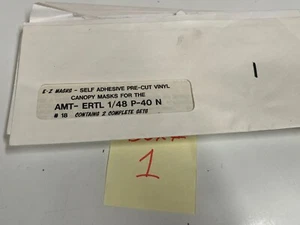 E-Z MASKS - SELF ADHESIVE PRE-CUT VINYL
CANOPY MASKS FOR THE
AMT- ERTL 1/48 P-40 N
# 18 CONTAINS 2 COMPLETE SETS
1